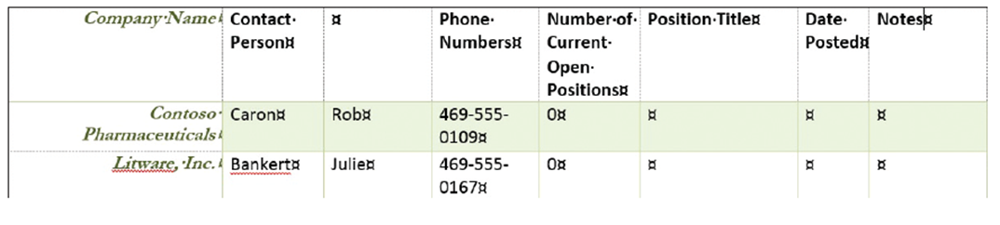 Company Name
Contact
Person
Phone
Numbers
Number of
Current
Open
Positions
Position Title
Date
Posted
Notes
Contoso
Pharmaceuticals
Caron
Rob
469-555-
0109
0
Litware, Inc.
Bankert
Julie
469-555-
0167
0